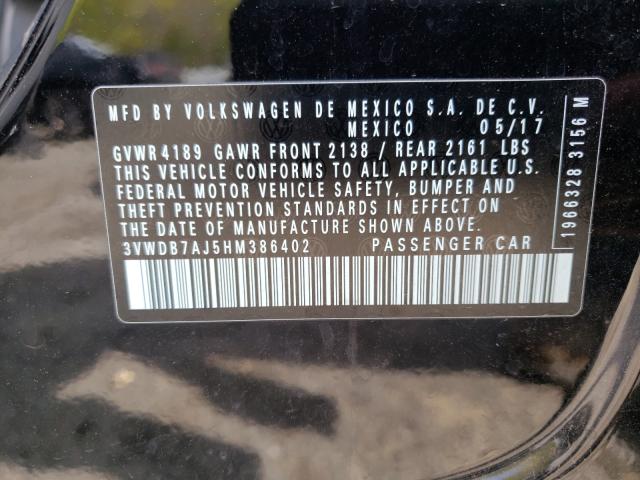 MFD BY VOLKSWAGEN DE MEXICO S.A. DE C.V.
MEXICO 05/17
GVWR 4189 GAWR FRONT 2138 / REAR 2161 LBS
THIS VEHICLE CONFORMS TO ALL APPLICABLE U.S.
FEDERAL MOTOR VEHICLE SAFETY, BUMPER AND
THEFT PREVENTION STANDARDS IN EFFECT ON
THE DATE OF MANUFACTURE SHOWN ABOVE.
3VWDB7AJ5HM386402 PASSENGER CAR
1966328 3156 M